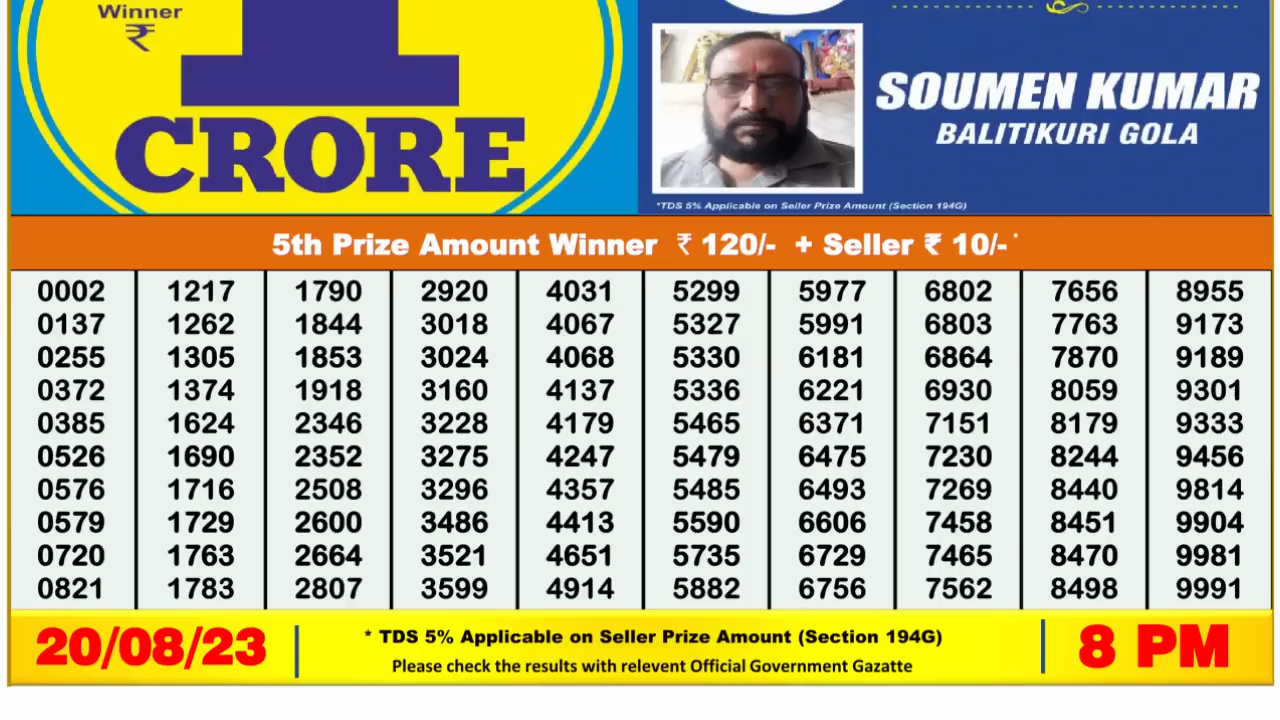 Winner
₹
1
CRORE
SOUMEN KUMAR
BALITIKURI GOLA
*TDS 5% Applicable on Seller Prize Amount (Section 194G)
5th Prize Amount Winner ₹ 120/- + Seller ₹ 10/- *
0002 1217 1790 2920 4031 5299 5977 6802 7656 8955
0137 1262 1844 3018 4067 5327 5991 6803 7763 9173
0255 1305 1853 3024 4068 5330 6181 6864 7870 9189
0372 1374 1918 3160 4137 5336 6221 6930 8059 9301
0385 1624 2346 3228 4179 5465 6371 7151 8179 9333
0526 1690 2352 3275 4247 5479 6475 7230 8244 9456
0576 1716 2508 3296 4357 5485 6493 7269 8440 9814
0579 1729 2600 3486 4413 5590 6606 7458 8451 9904
0720 1763 2664 3521 4651 5735 6729 7465 8470 9981
0821 1783 2807 3599 4914 5882 6756 7562 8498 9991
20/08/23
* TDS 5% Applicable on Seller Prize Amount (Section 194G)
Please check the results with relevent Official Government Gazatte
8 PM